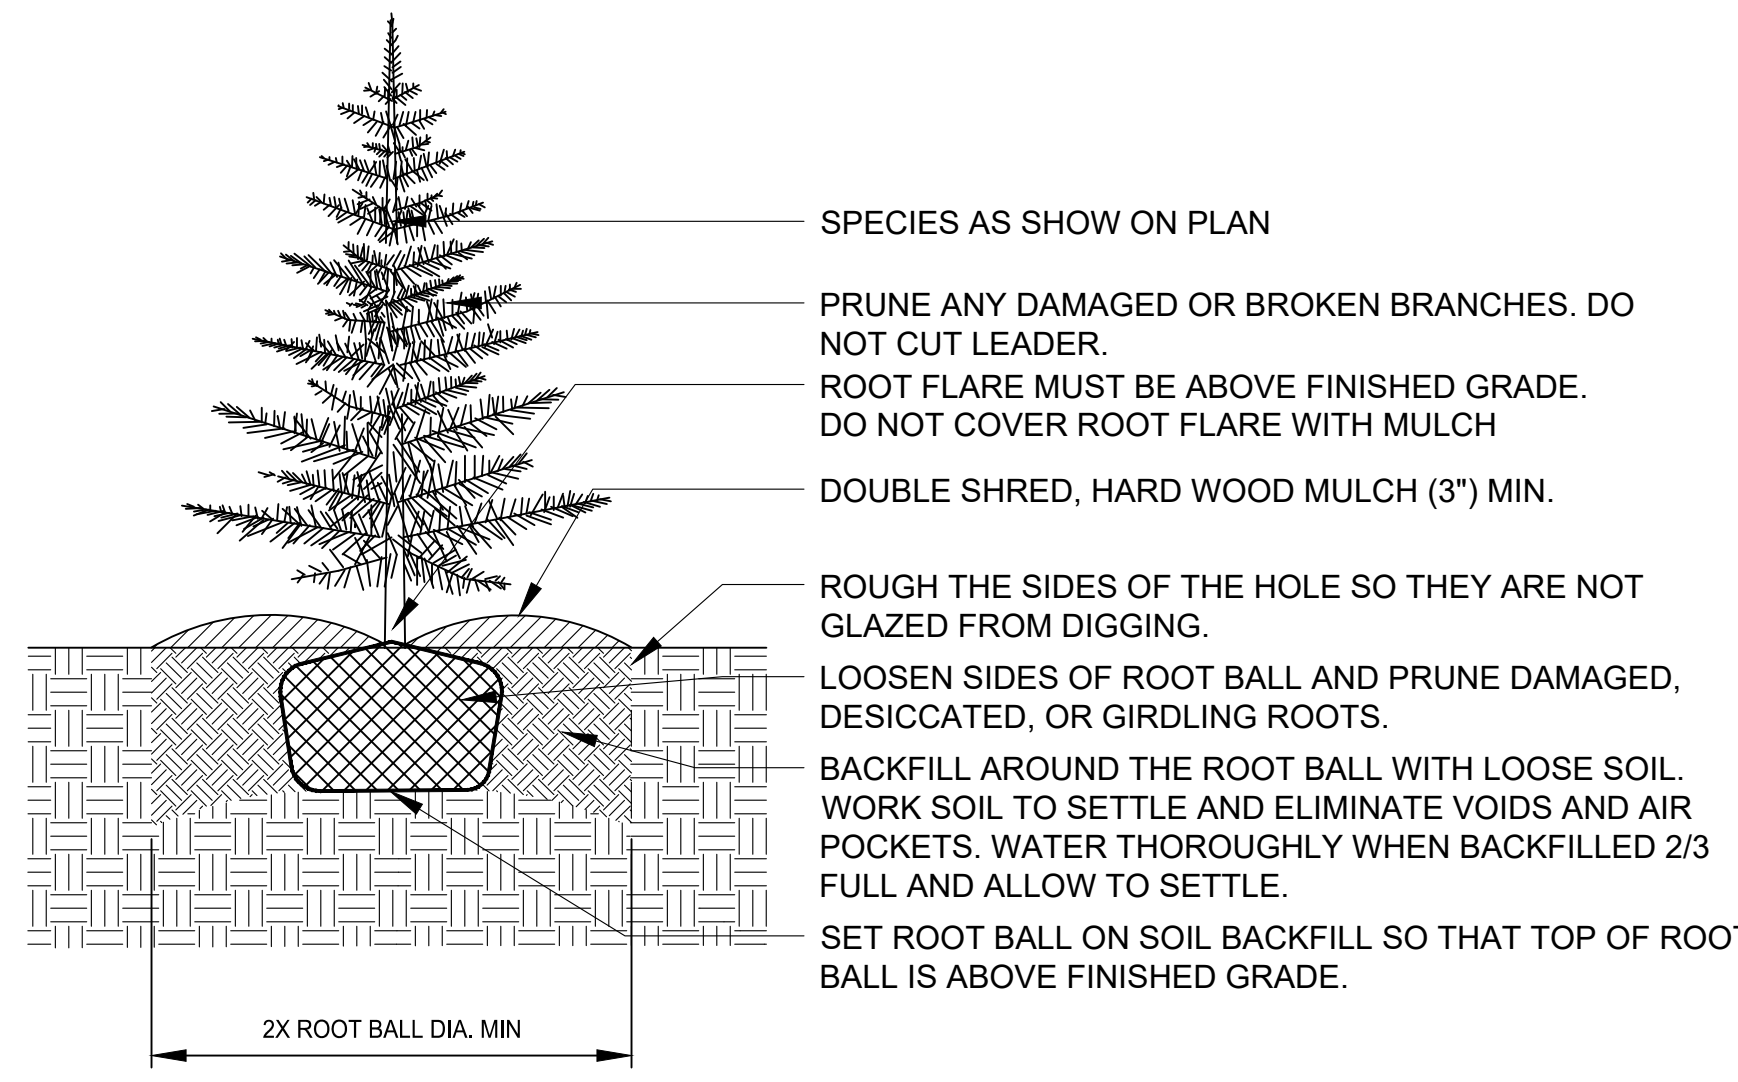 SPECIES AS SHOW ON PLAN
PRUNE ANY DAMAGED OR BROKEN BRANCHES. DO
NOT CUT LEADER.
ROOT FLARE MUST BE ABOVE FINISHED GRADE.
DO NOT COVER ROOT FLARE WITH MULCH
DOUBLE SHRED, HARD WOOD MULCH (3") MIN.
ROUGH THE SIDES OF THE HOLE SO THEY ARE NOT
GLAZED FROM DIGGING.
LOOSEN SIDES OF ROOT BALL AND PRUNE DAMAGED,
DESICCATED, OR GIRDLING ROOTS.
BACKFILL AROUND THE ROOT BALL WITH LOOSE SOIL.
WORK SOIL TO SETTLE AND ELIMINATE VOIDS AND AIR
POCKETS. WATER THOROUGHLY WHEN BACKFILLED 2/3
FULL AND ALLOW TO SETTLE.
SET ROOT BALL ON SOIL BACKFILL SO THAT TOP OF ROOT
BALL IS ABOVE FINISHED GRADE.
2X ROOT BALL DIA. MIN